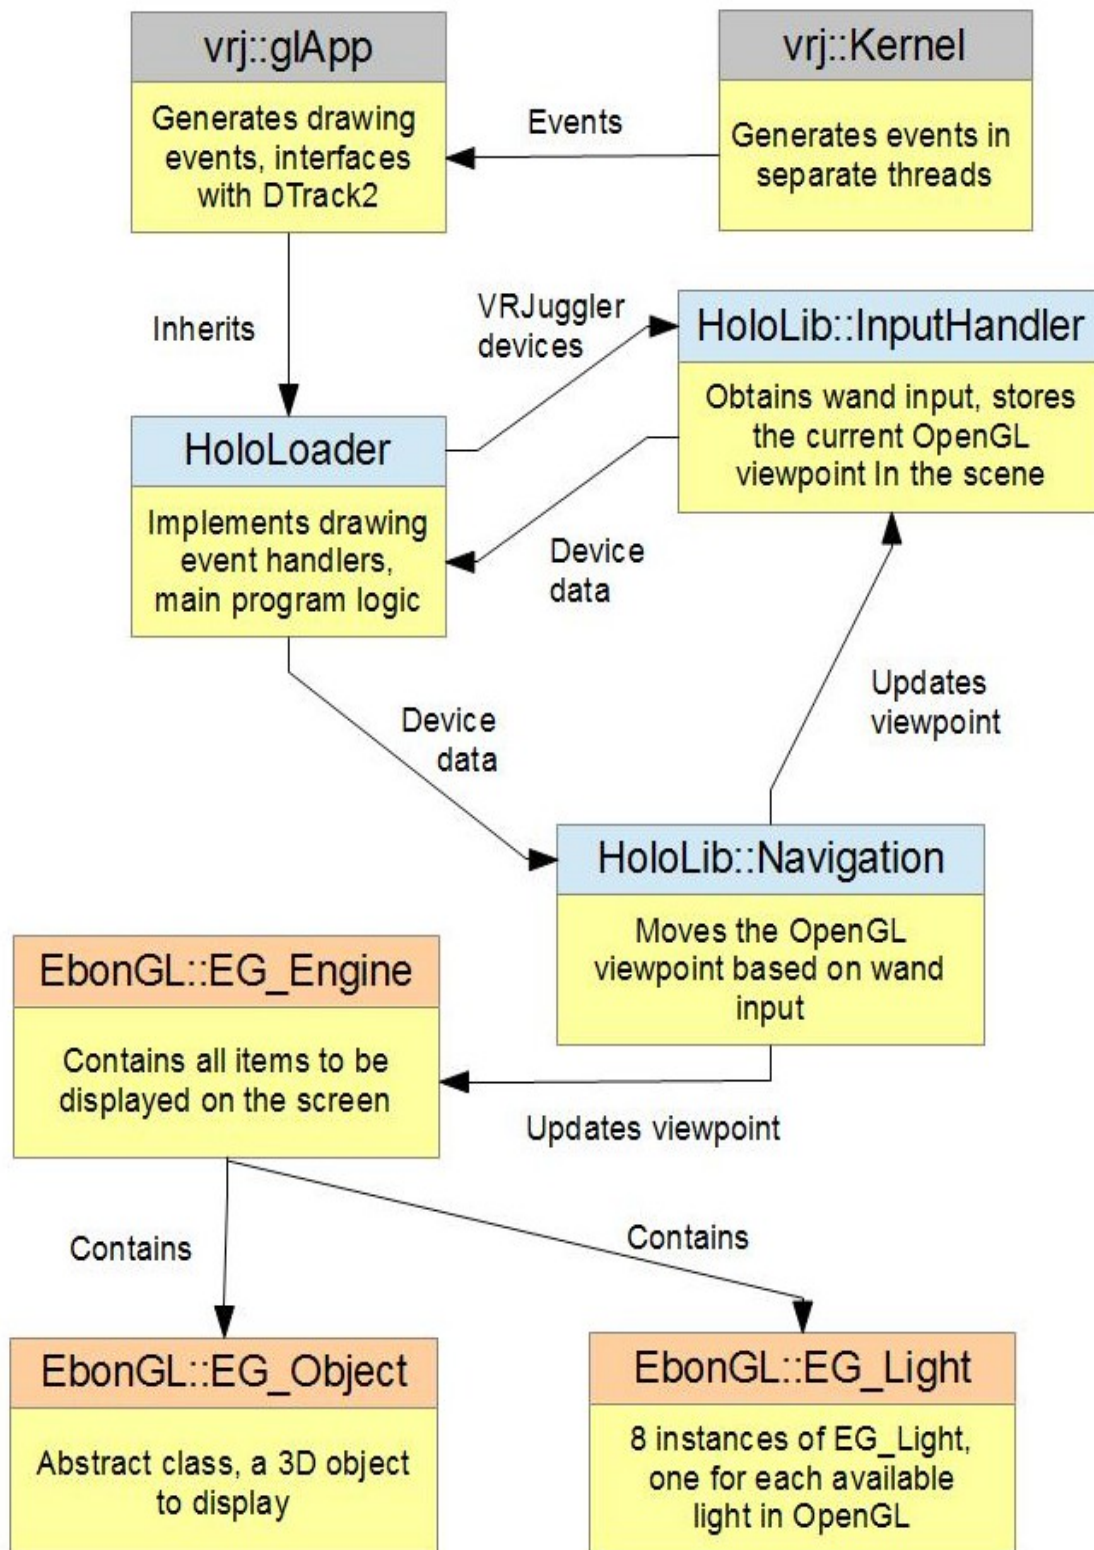 vrj::glApp
Generates drawing
events, interfaces
with DTrack2
Events
vrj::Kernel
Generates events in
separate threads
Inherits
VRJuggler
devices
HoloLib::InputHandler
Obtains wand input, stores
the current OpenGL
viewpoint In the scene
HoloLoader
Implements drawing
event handlers,
main program logic
Device
data
Updates
viewpoint
Device
data
HoloLib::Navigation
Moves the OpenGL
viewpoint based on wand
input
EbonGL::EG_Engine
Contains all items to be
displayed on the screen
Updates viewpoint
Contains
Contains
EbonGL::EG_Object
Abstract class, a 3D object
to display
EbonGL::EG_Light
8 instances of EG_Light,
one for each available
light in OpenGL